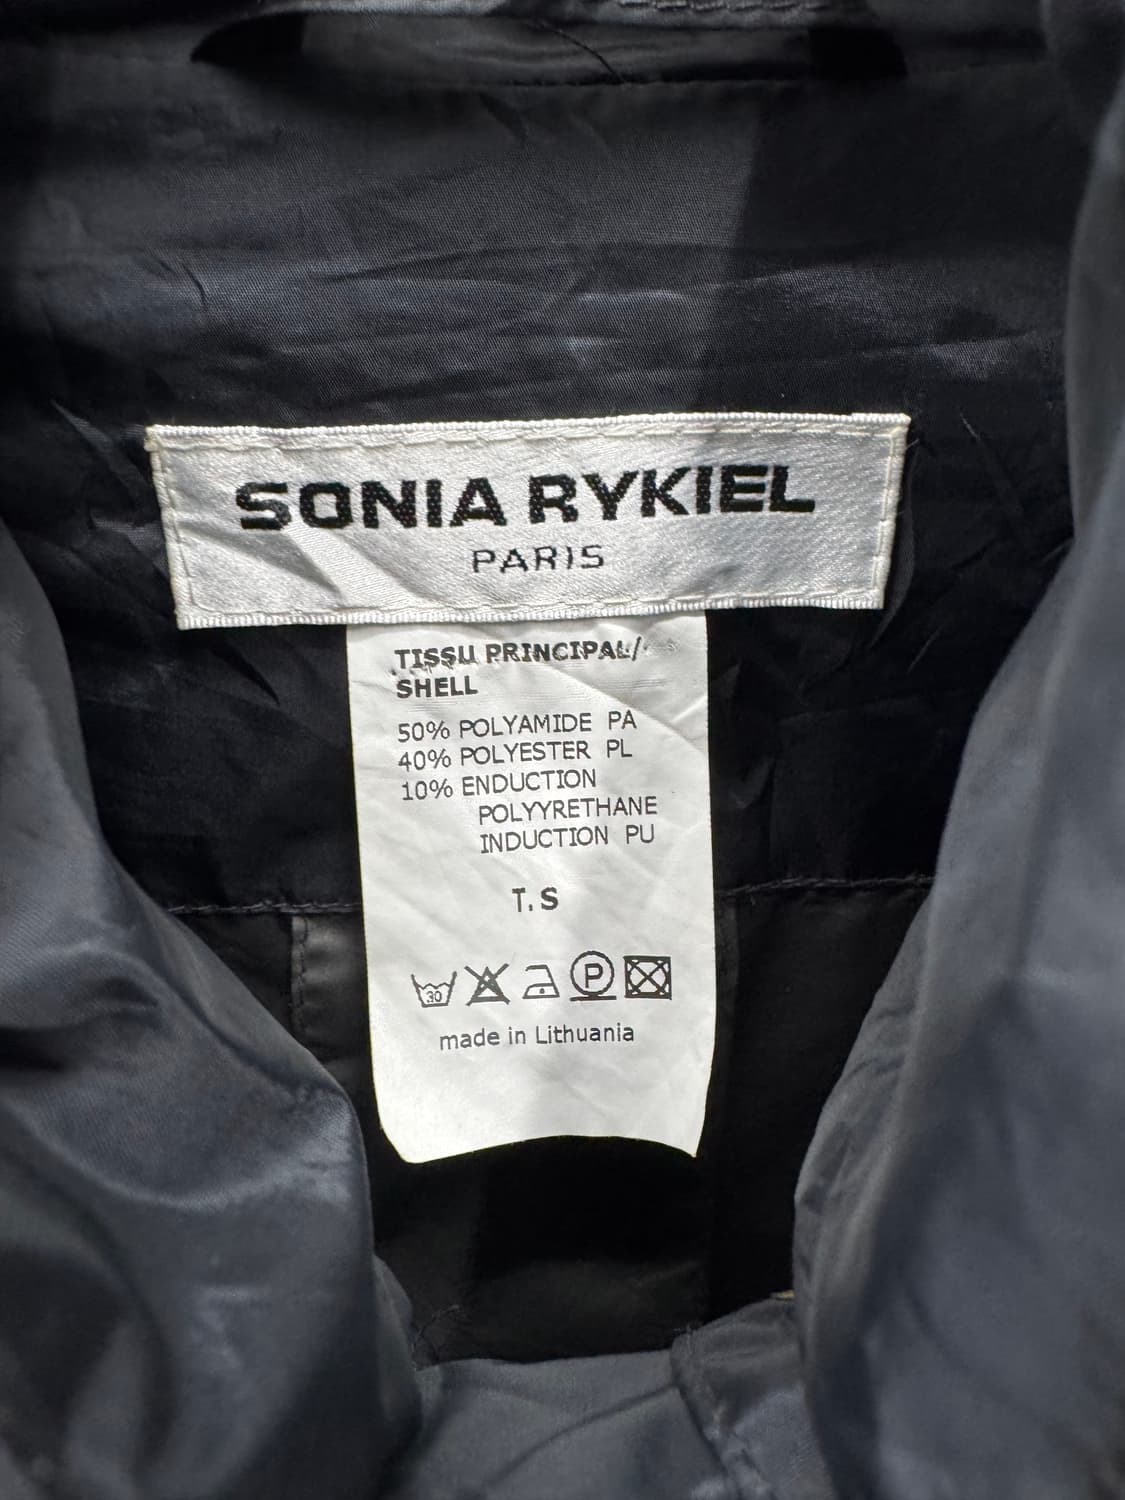 SONIA RYKIEL
PARIS
TISSU PRINCIPAL/
SHELL
50% POLYAMIDE PA
40% POLYESTER PL
10% ENDUCTION
POLYYRETHANE
INDUCTION PU
T. S
30 P
made in Lithuania